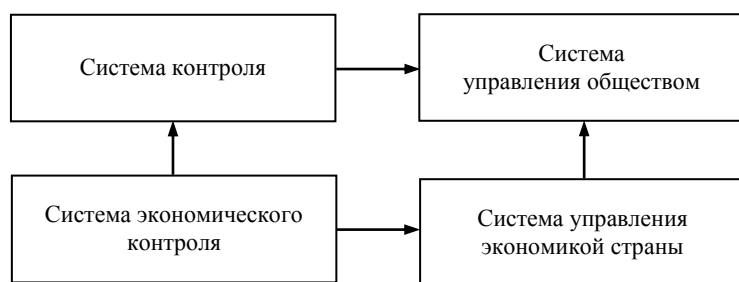 Система контроля
Система
управления обществом
Система экономического
контроля
Система управления
экономикой страны